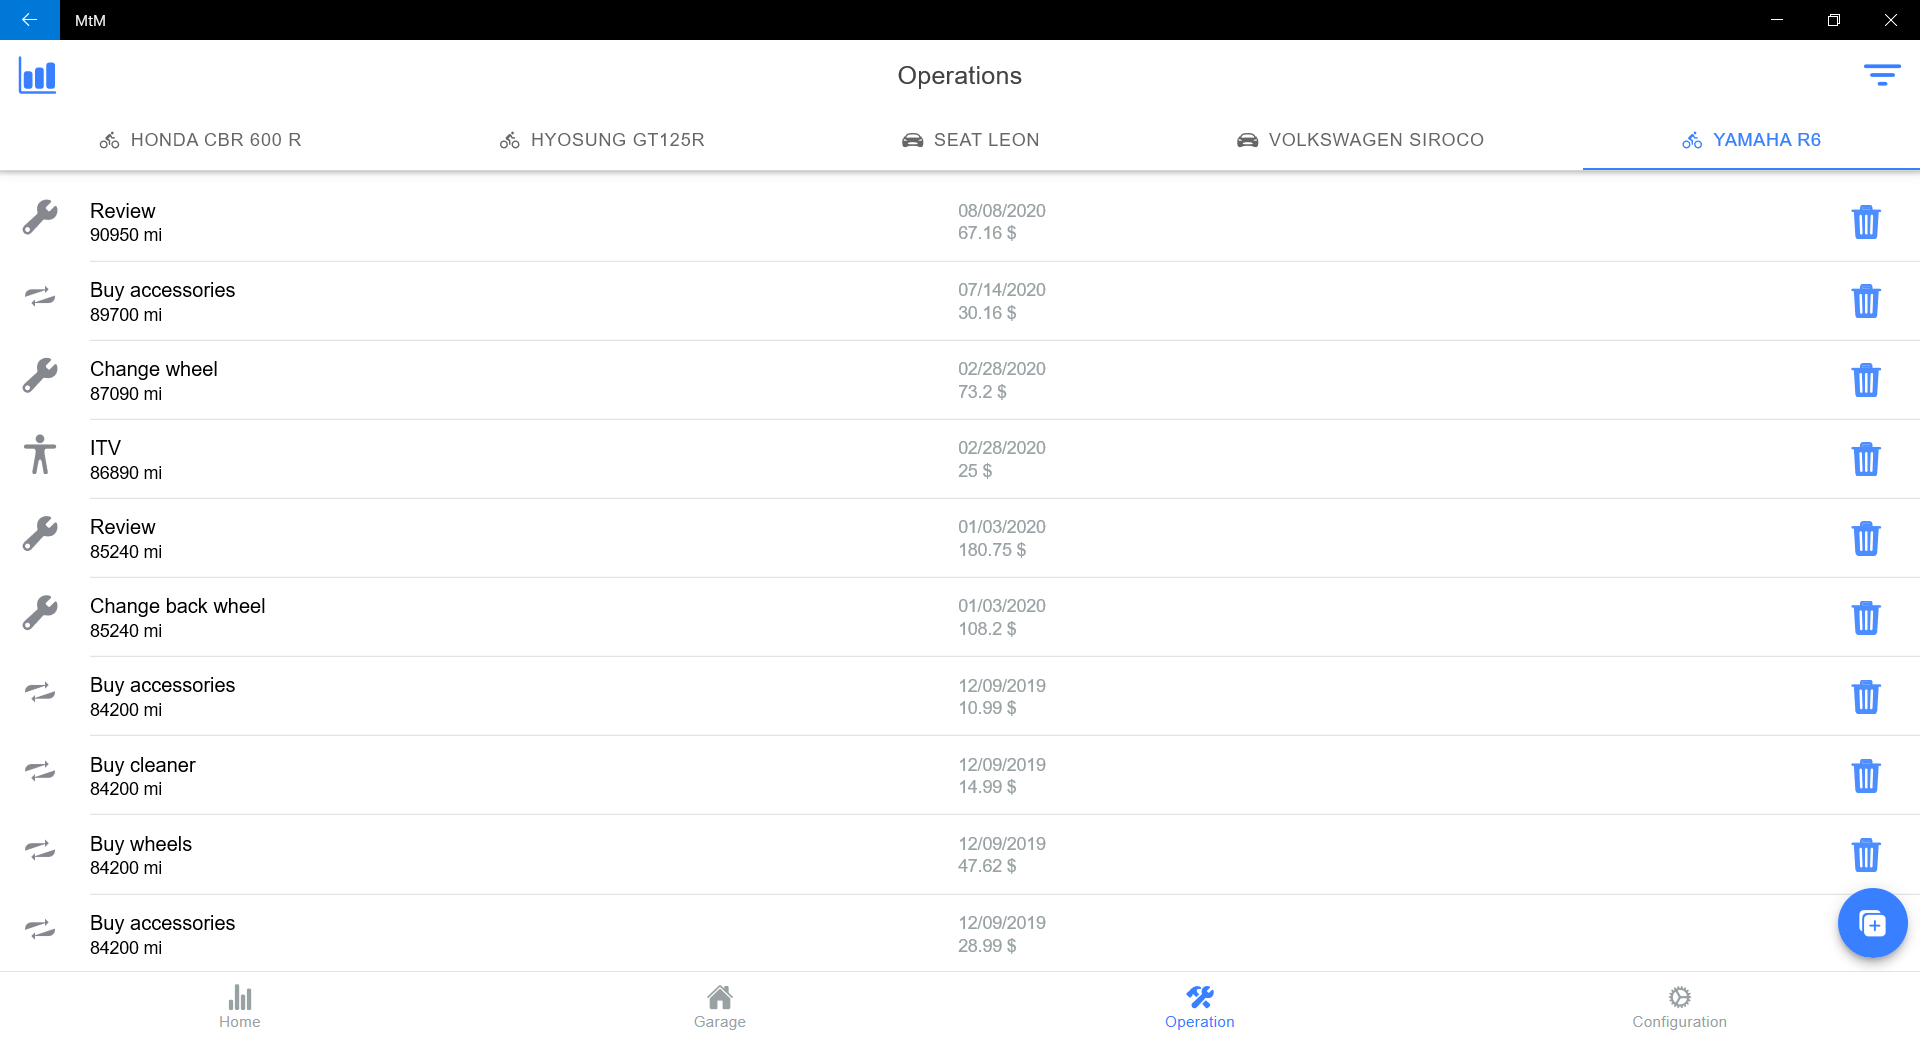 MtM
Operations
HONDA CBR 600 R
HYOSUNG GT125R
SEAT LEON
VOLKSWAGEN SIROCO
YAMAHA R6
Review
90950 mi
08/08/2020
67.16 $
Buy accessories
89700 mi
07/14/2020
30.16 $
Change wheel
87090 mi
02/28/2020
73.2 $
ITV
86890 mi
02/28/2020
25 $
Review
85240 mi
01/03/2020
180.75 $
Change back wheel
85240 mi
01/03/2020
108.2 $
Buy accessories
84200 mi
12/09/2019
10.99 $
Buy cleaner
84200 mi
12/09/2019
14.99 $
Buy wheels
84200 mi
12/09/2019
47.62 $
Buy accessories
84200 mi
12/09/2019
28.99 $
Home
Garage
Operation
Configuration